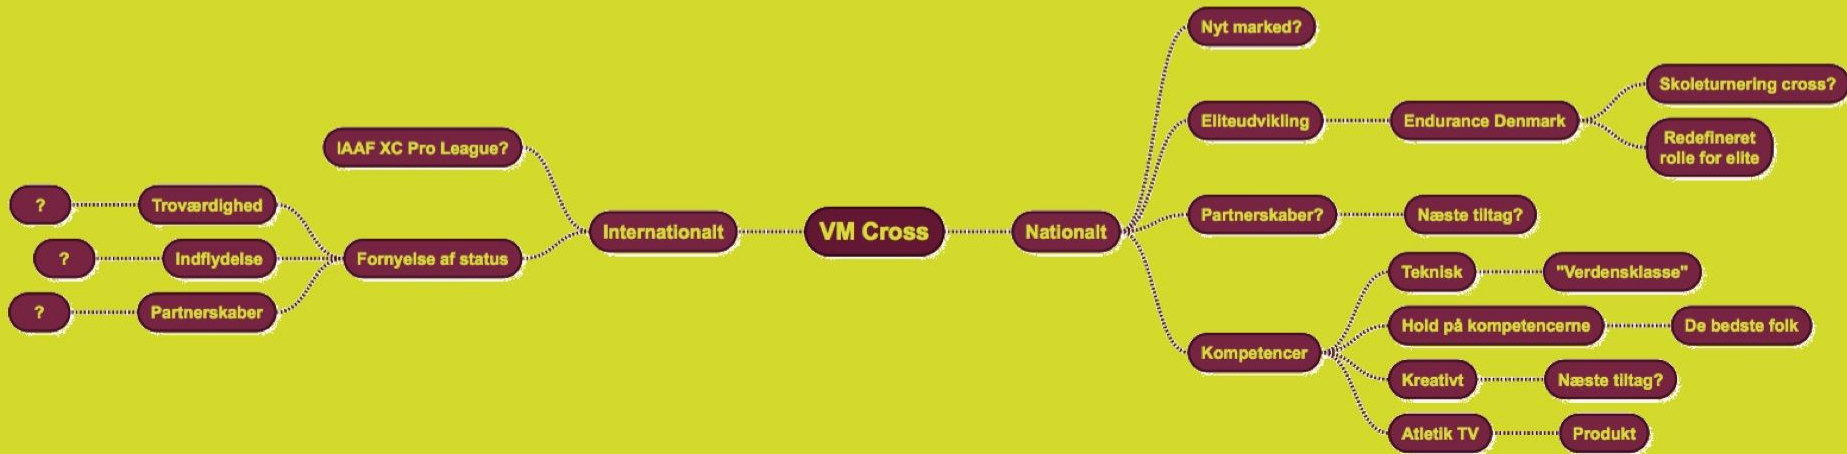 Nyt marked?
Skoleturnering cross?
Eliteudvikling
Endurance Denmark
Redefineret
rolle for elite
IAAF XC Pro League?
?
Troværdighed
Partnerskaber?
Næste tiltag?
Internationalt
VM Cross
Nationalt
?
Indflydelse
Fornyelse af status
Teknisk
"Verdensklasse"
?
Partnerskaber
Hold på kompetencerne
De bedste folk
Kompetencer
Kreativt
Næste tiltag?
Atletik TV
Produkt